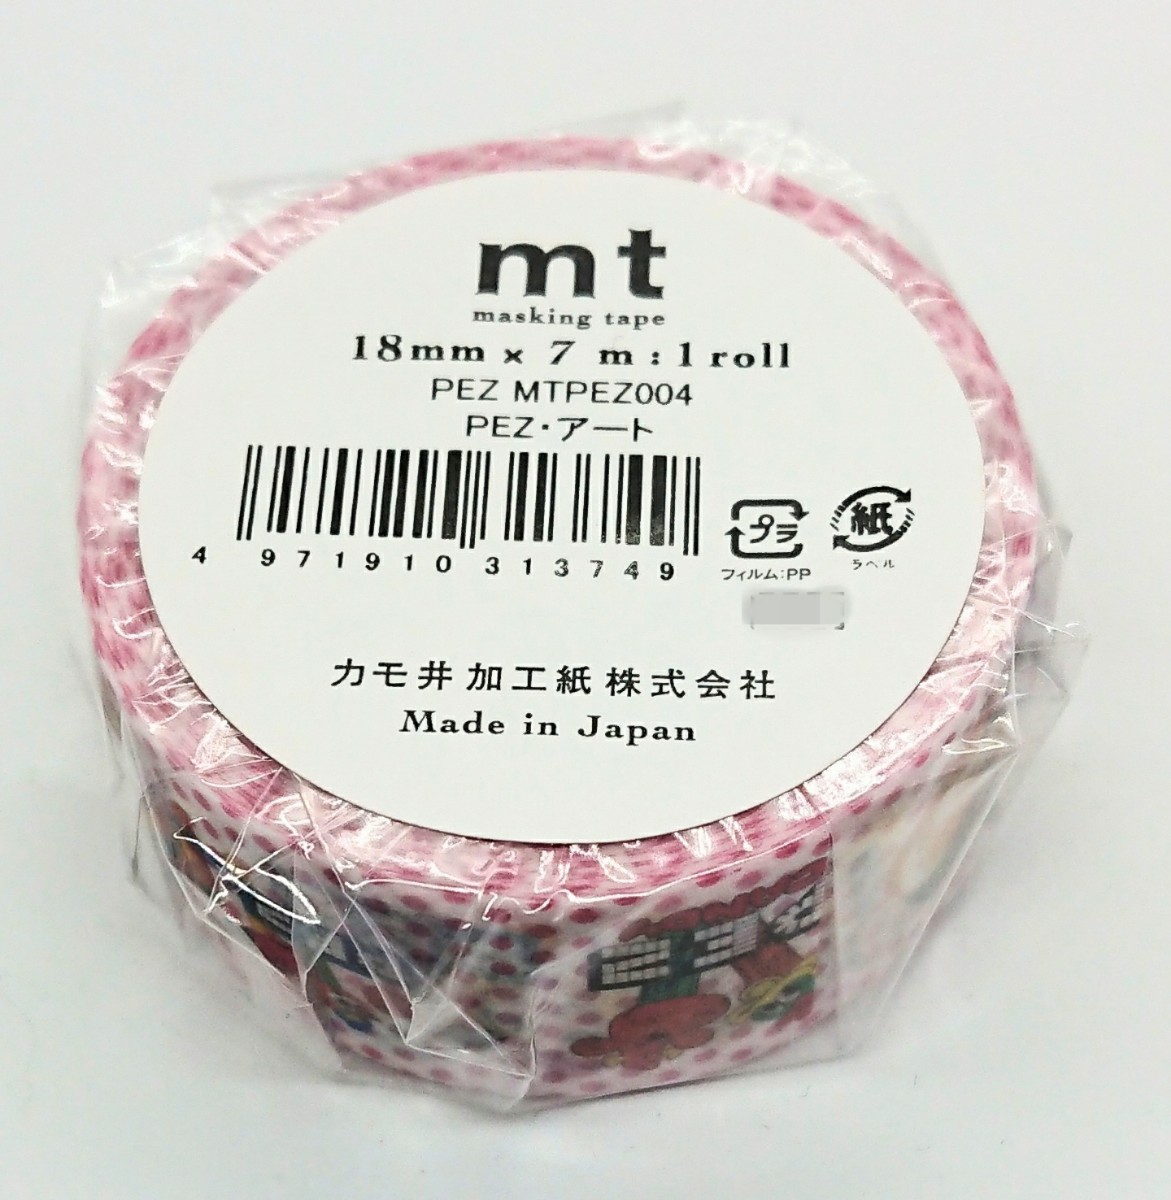 mt
masking tape
18mm x 7 m : 1 roll
PEZ MTPEZ004
PEZ・アート
4 971910 313749
プラ
フィルム:PP
紙
ラベル
カモ井加工紙株式会社
Made in Japan